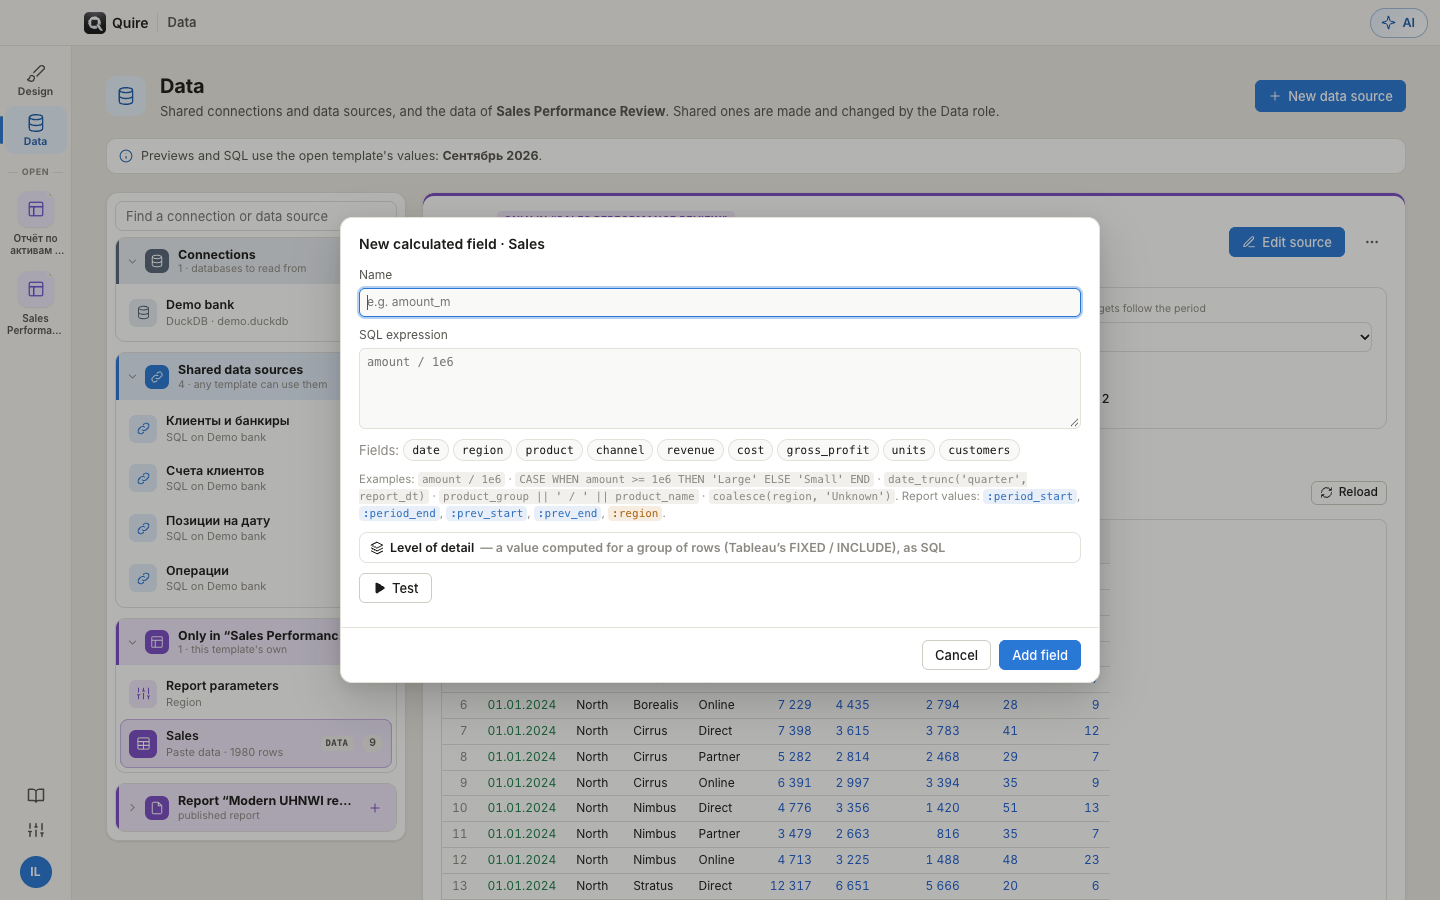 Quire
Data
AI
Design
Data
OPEN
Отчёт по
активам ...
Sales
Performa...
IL
Data
Shared connections and data sources, and the data of Sales Performance Review. Shared ones are made and changed by the Data role.
New data source
Previews and SQL use the open template's values: Сентябрь 2026.
Find a connection or data source
Connections
1 · databases to read from
Demo bank
DuckDB · demo.duckdb
Shared data sources
4 · any template can use them
Клиенты и банкиры
SQL on Demo bank
Счета клиентов
SQL on Demo bank
Позиции на дату
SQL on Demo bank
Операции
SQL on Demo bank
Only in “Sales Performanc
1 · this template's own
Report parameters
Region
Sales
Paste data · 1980 rows
DATA
9
Report “Modern UHNWI re...
published report
Edit source
gets follow the period
2
Reload
New calculated field · Sales
Name
e.g. amount_m
SQL expression
amount / 1e6
Fields: date region product channel revenue cost gross_profit units customers
Examples: amount / 1e6 · CASE WHEN amount >= 1e6 THEN 'Large' ELSE 'Small' END · date_trunc('quarter',
report_dt) · product_group || ' / ' || product_name · coalesce(region, 'Unknown'). Report values: :period_start,
:period_end, :prev_start, :prev_end, :region.
Level of detail — a value computed for a group of rows (Tableau’s FIXED / INCLUDE), as SQL
Test
Cancel
Add field
6 01.01.2024 North Borealis Online 7 229 4 435 2 794 28 9
7 01.01.2024 North Cirrus Direct 7 398 3 615 3 783 41 12
8 01.01.2024 North Cirrus Partner 5 282 2 814 2 468 29 7
9 01.01.2024 North Cirrus Online 6 391 2 997 3 394 35 9
10 01.01.2024 North Nimbus Direct 4 776 3 356 1 420 51 13
11 01.01.2024 North Nimbus Partner 3 479 2 663 816 35 7
12 01.01.2024 North Nimbus Online 4 713 3 225 1 488 48 23
13 01.01.2024 North Stratus Direct 12 317 6 651 5 666 20 6